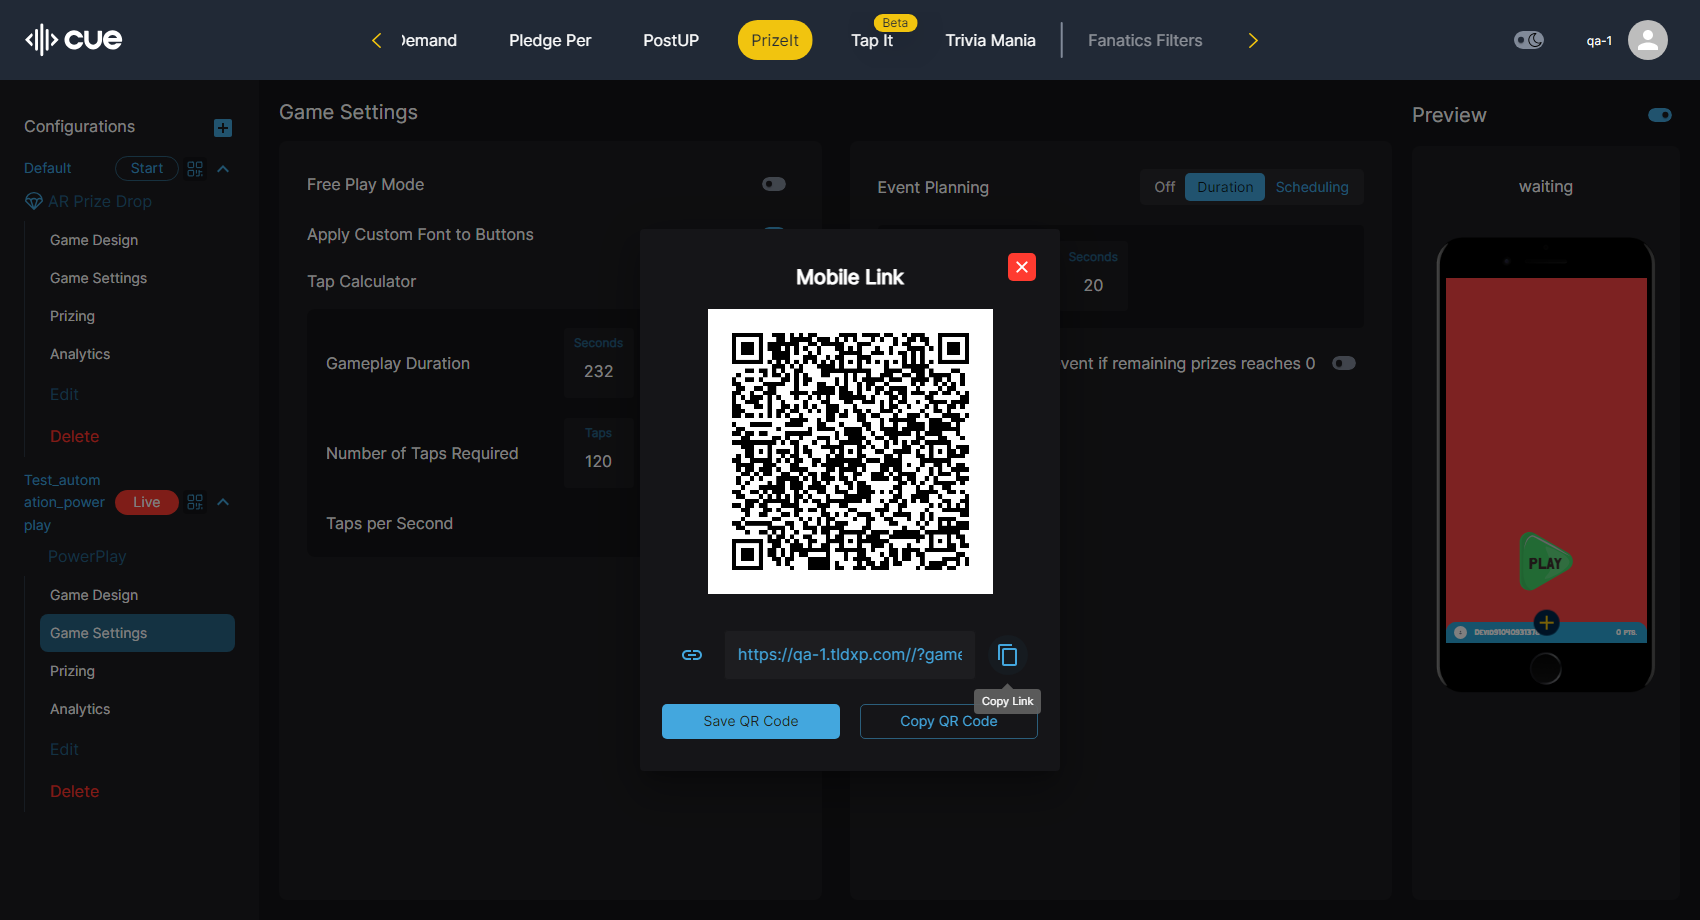 cue
Demand
Pledge Per
PostUP
PrizeIt
Beta
Tap It
Trivia Mania
Fanatics Filters
qa-1
Configurations
Default
Start
AR Prize Drop
Game Design
Game Settings
Prizing
Analytics
Edit
Delete
Test_autom
ation_power
play
Live
PowerPlay
Game Design
Game Settings
Prizing
Analytics
Edit
Delete
Game Settings
Free Play Mode
Apply Custom Font to Buttons
Tap Calculator
Gameplay Duration
Seconds
232
Number of Taps Required
Taps
120
Taps per Second
Event Planning
Off
Duration
Scheduling
Seconds
20
vent if remaining prizes reaches 0
Mobile Link
https://qa-1.tldxp.com//?game
Copy Link
Save QR Code
Copy QR Code
Preview
waiting
PLAY
0 PTS.